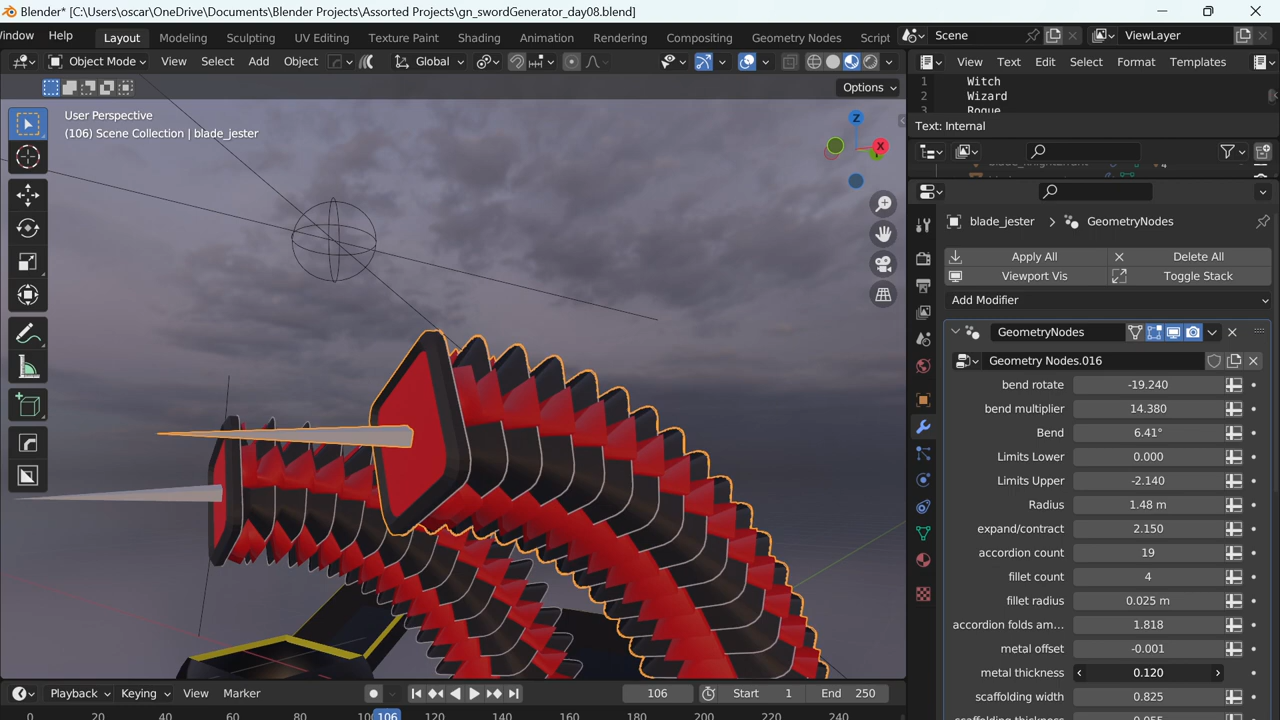 Blender* [C:\Users\oscar\OneDrive\Documents\Blender Projects\Assorted Projects\gn_swordGenerator_day08.blend]
indow Help Layout Modeling Sculpting UV Editing Texture Paint Shading Animation Rendering Compositing Geometry Nodes Script Scene ViewLayer
Object Mode View Select Add Object Global View Text Edit Select Format Templates
Options
1 Witch
2 Wizard
3 Rogue
User Perspective
(106) Scene Collection | blade_jester
Text: Internal
Z
X
Y
blade_jester > GeometryNodes
Apply All Delete All
Viewport Vis Toggle Stack
Add Modifier
GeometryNodes
Geometry Nodes.016
bend rotate -19.240
bend multiplier 14.380
Bend 6.41°
Limits Lower 0.000
Limits Upper -2.140
Radius 1.48 m
expand/contract 2.150
accordion count 19
fillet count 4
fillet radius 0.025 m
accordion folds am... 1.818
metal offset -0.001
metal thickness 0.120
scaffolding width 0.825
Playback Keying View Marker 106 Start 1 End 250
0 20 40 60 80 100 106 120 140 160 180 200 220 240